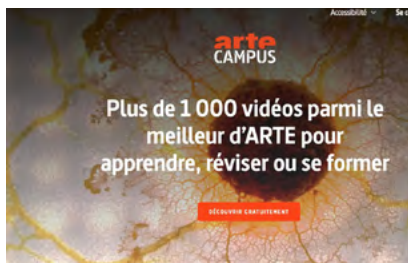 Accessibilité
Se c
arte
CAMPUS
Plus de 1 000 vidéos parmi le
meilleur d'ARTE pour
apprendre, réviser ou se former
DÉCOUVRIR GRATUITEMENT